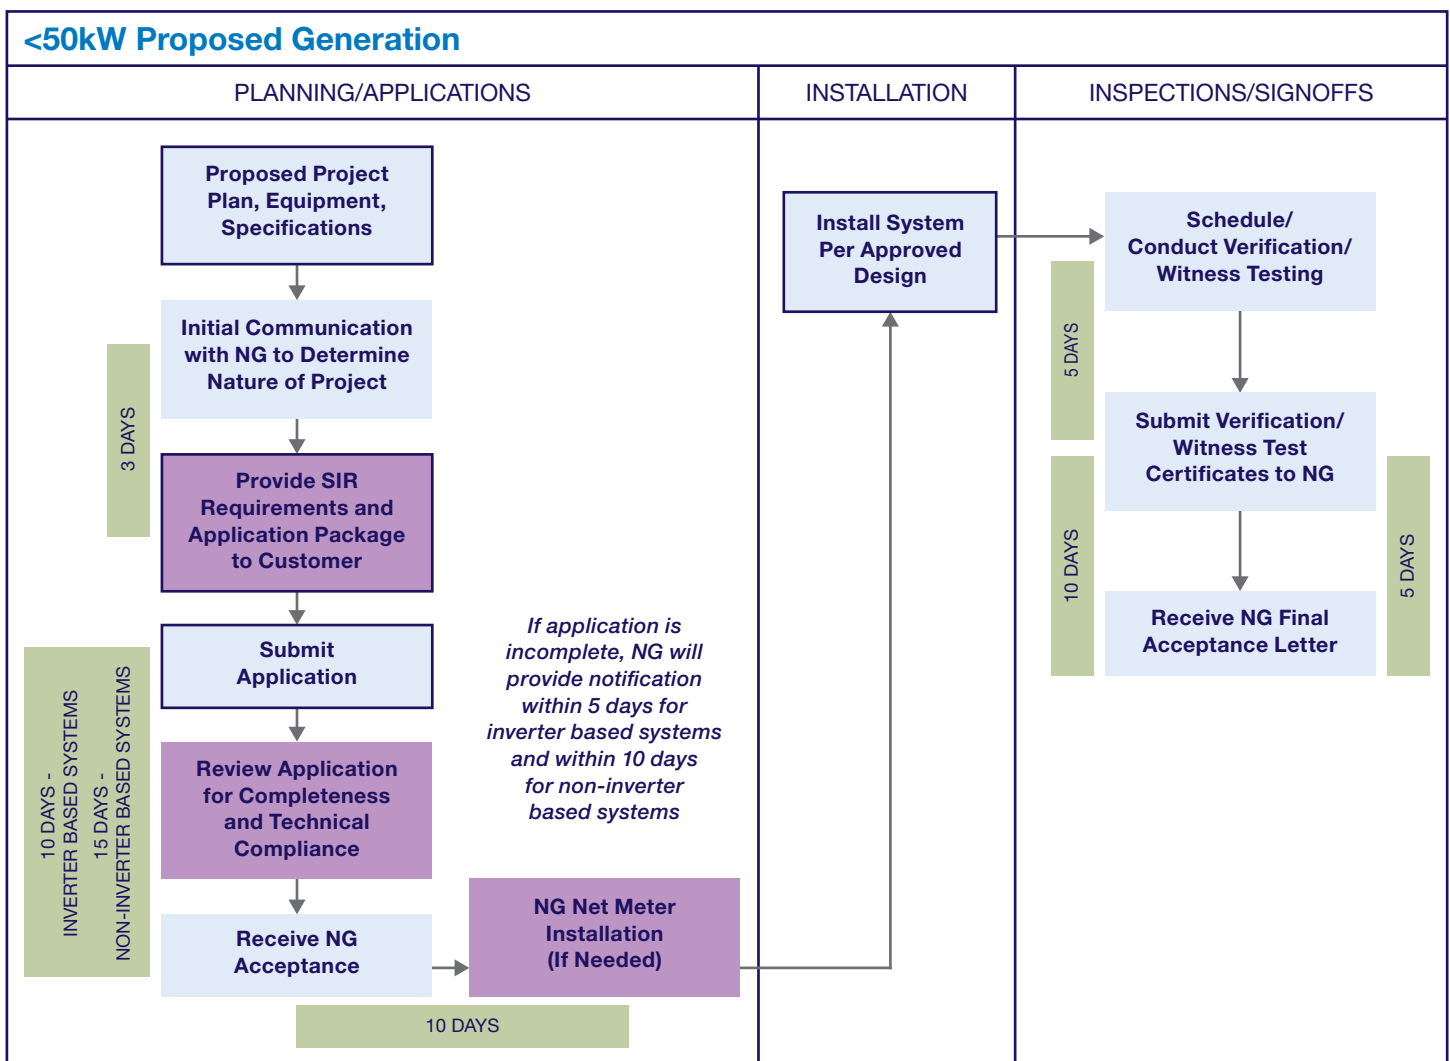 <50kW Proposed Generation
PLANNING/APPLICATIONS
INSTALLATION
INSPECTIONS/SIGNOFFS
Proposed Project
Plan, Equipment,
Specifications
Initial Communication
with NG to Determine
Nature of Project
3 DAYS
Provide SIR
Requirements and
Application Package
to Customer
Submit
Application
If application is
incomplete, NG will
provide notification
within 5 days for
inverter based systems
and within 10 days
for non-inverter
based systems
10 DAYS -
INVERTER BASED SYSTEMS
15 DAYS -
NON-INVERTER BASED SYSTEMS
Review Application
for Completeness
and Technical
Compliance
Receive NG
Acceptance
NG Net Meter
Installation
(If Needed)
10 DAYS
Install System
Per Approved
Design
Schedule/
Conduct Verification/
Witness Testing
5 DAYS
Submit Verification/
Witness Test
Certificates to NG
10 DAYS
5 DAYS
Receive NG Final
Acceptance Letter